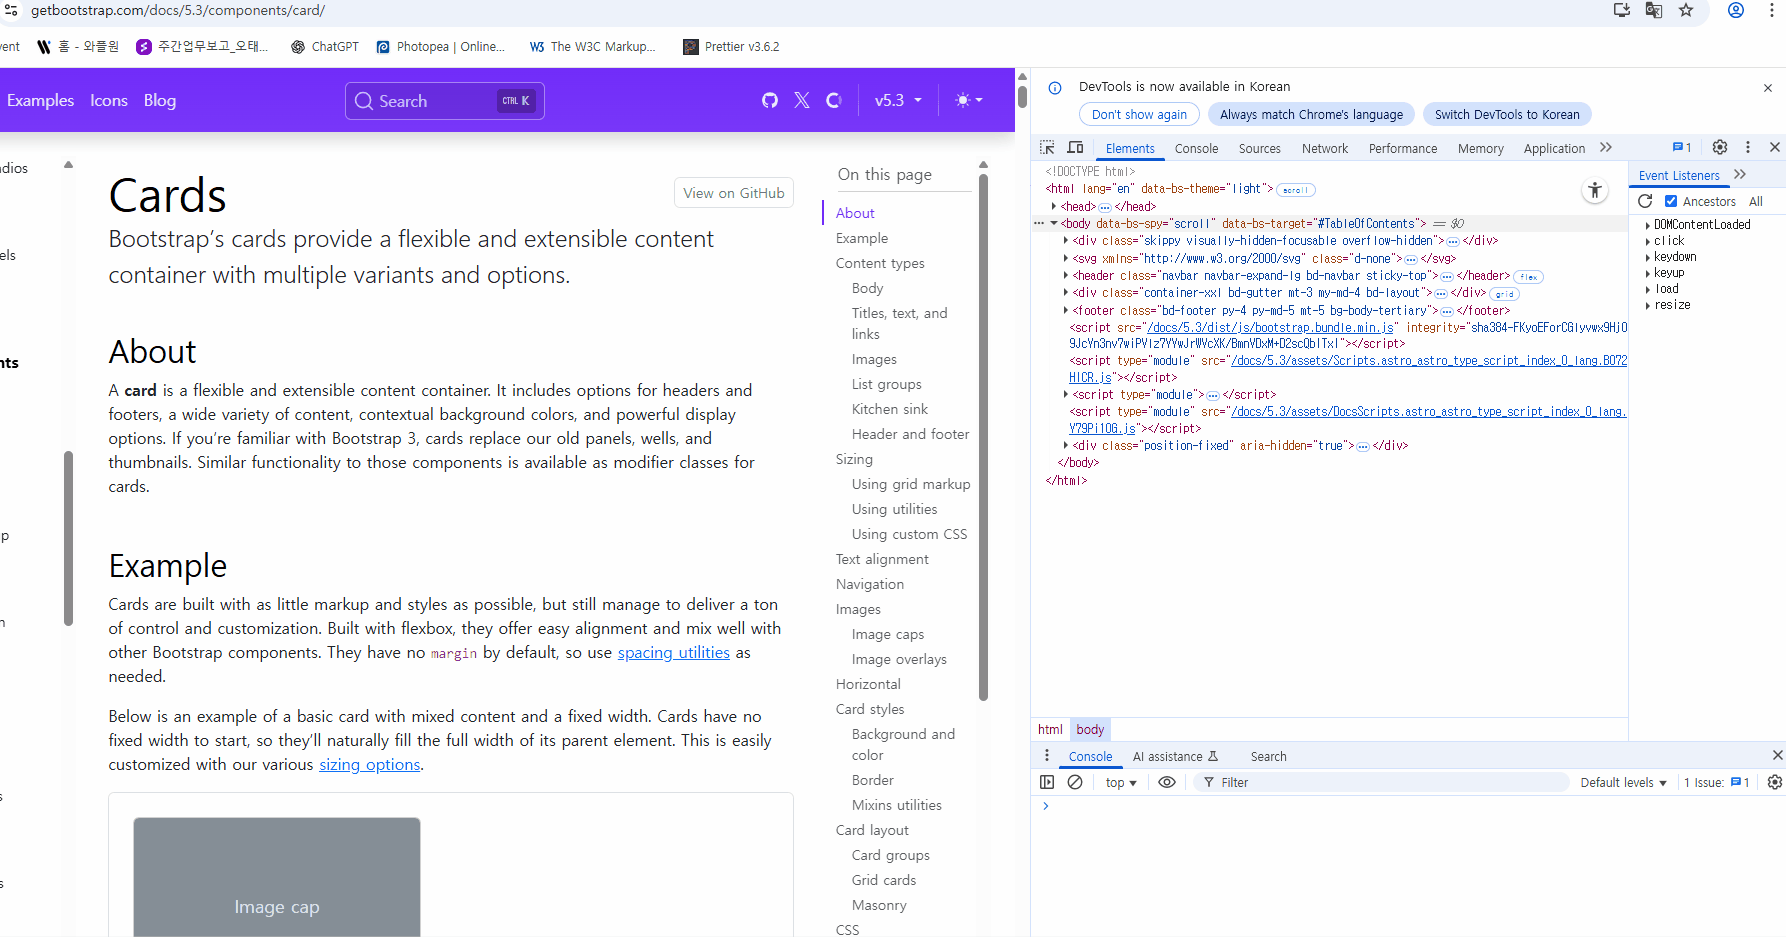 getbootstrap.com/docs/5.3/components/card/
vent
홈 - 와플원
주간업무보고_오태...
ChatGPT
Photopea | Online...
The W3C Markup...
Prettier v3.6.2
Examples Icons Blog
Search CTRL K
v5.3
dios
els
nts
p
n
s
s
Cards
View on GitHub
Bootstrap's cards provide a flexible and extensible content
container with multiple variants and options.
About
A card is a flexible and extensible content container. It includes options for headers and
footers, a wide variety of content, contextual background colors, and powerful display
options. If you're familiar with Bootstrap 3, cards replace our old panels, wells, and
thumbnails. Similar functionality to those components is available as modifier classes for
cards.
Example
Cards are built with as little markup and styles as possible, but still manage to deliver a ton
of control and customization. Built with flexbox, they offer easy alignment and mix well with
other Bootstrap components. They have no margin by default, so use spacing utilities as
needed.
Below is an example of a basic card with mixed content and a fixed width. Cards have no
fixed width to start, so they'll naturally fill the full width of its parent element. This is easily
customized with our various sizing options.
Image cap
On this page
About
Example
Content types
Body
Titles, text, and
links
Images
List groups
Kitchen sink
Header and footer
Sizing
Using grid markup
Using utilities
Using custom CSS
Text alignment
Navigation
Images
Image caps
Image overlays
Horizontal
Card styles
Background and
color
Border
Mixins utilities
Card layout
Card groups
Grid cards
Masonry
CSS
DevTools is now available in Korean
Don't show again Always match Chrome's language Switch DevTools to Korean
Elements Console Sources Network Performance Memory Application 1
<!DOCTYPE html>
<html lang="en" data-bs-theme="light"> scroll
<head> ... </head>
<body data-bs-spy="scroll" data-bs-target="#TableOfContents"> == $0
<div class="skippy visually-hidden-focusable overflow-hidden"> ... </div>
<svg xmlns="http://www.w3.org/2000/svg" class="d-none"> ... </svg>
<header class="navbar navbar-expand-lg bd-navbar sticky-top"> ... </header> flex
<div class="container-xxl bd-gutter mt-3 my-md-4 bd-layout"> ... </div> grid
<footer class="bd-footer py-4 py-md-5 mt-5 bg-body-tertiary"> ... </footer>
<script src="/docs/5.3/dist/js/bootstrap.bundle.min.js" integrity="sha384-
"></script>
<script type="module" src="/docs/5.3/assets/Scripts.astro_astro_type_script_index_0_lang.B072
HlCR.js"></script>
<script type="module"> ... </script>
<script type="module" src="/docs/5.3/assets/DocsScripts.astro_astro_type_script_index_0_lang.
Y79Pi10G.js"></script>
<div class="position-fixed" aria-hidden="true"> ... </div>
</body>
</html>
Event Listeners
Ancestors All
DOMContentLoaded
click
keydown
keyup
load
resize
html body
Console AI assistance Search
top Filter Default levels 1 Issue: 1